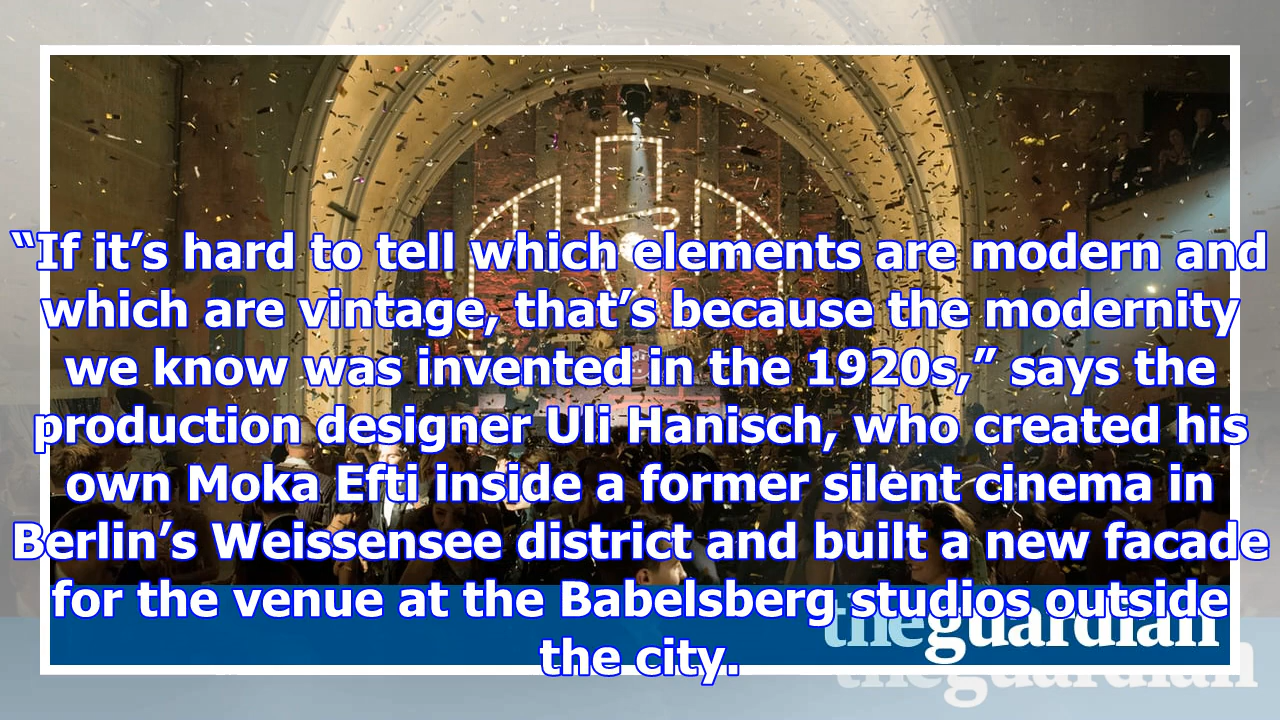 “If it’s hard to tell which elements are modern and
which are vintage, that’s because the modernity
we know was invented in the 1920s,” says the
production designer Uli Hanisch, who created his
own Moka Efti inside a former silent cinema in
Berlin’s Weissensee district and built a new facade
for the venue at the Babelsberg studios outside
the city.
theguardian
theguardian